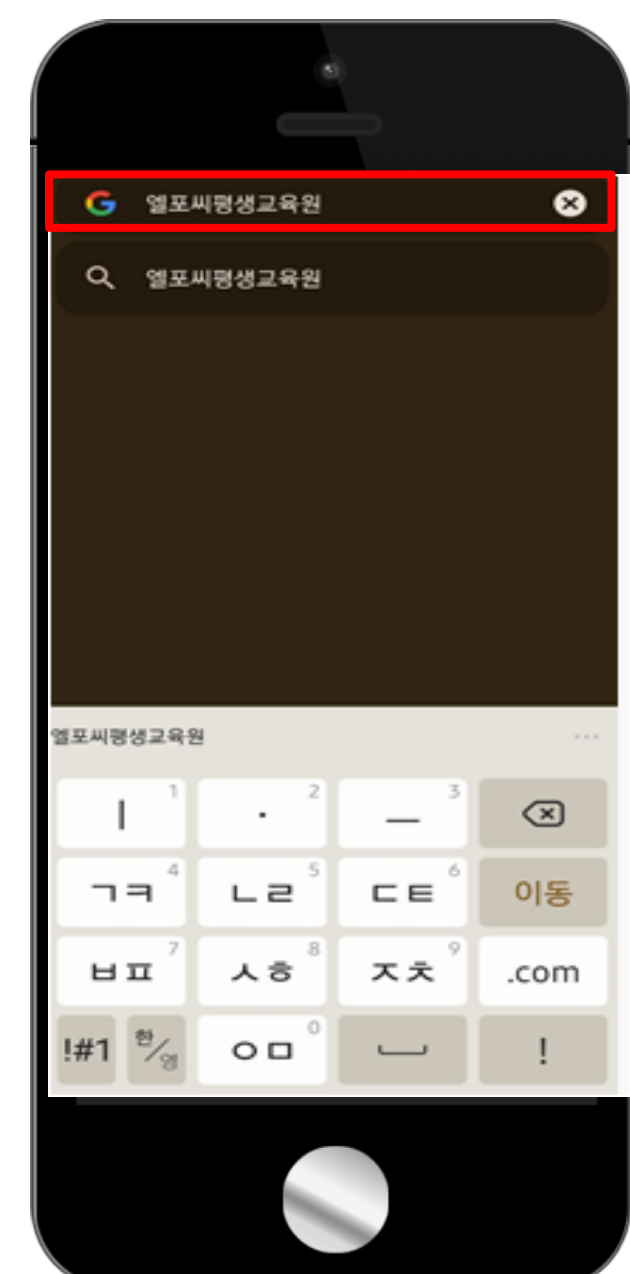 G 엘포씨평생교육원
엘포씨평생교육원
엘포씨평생교육원 ...
ㅣ 1 · 2 ㅡ 3
ㄱㅋ 4 ㄴㄹ 5 ㄷㅌ 6 이동
ㅂㅍ 7 ㅅㅎ 8 ㅈㅊ 9 .com
!#1 한/영 ㅇㅁ 0 !